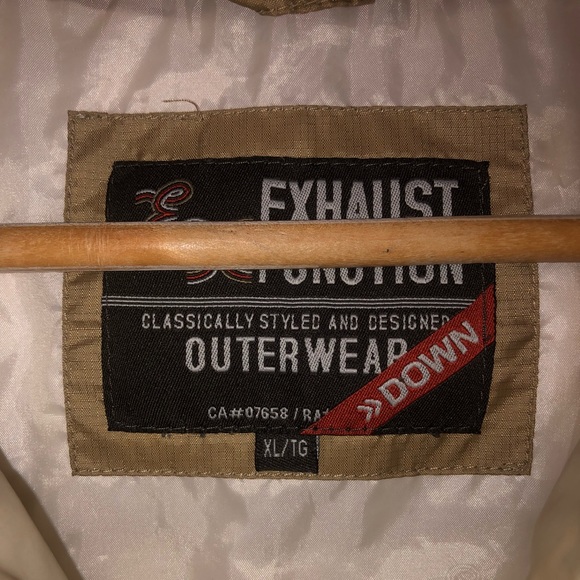 EXHAUST
FUNCTION
CLASSICALLY STYLED AND DESIGNED
OUTERWEAR
DOWN
CA#07658 /
XL/TG